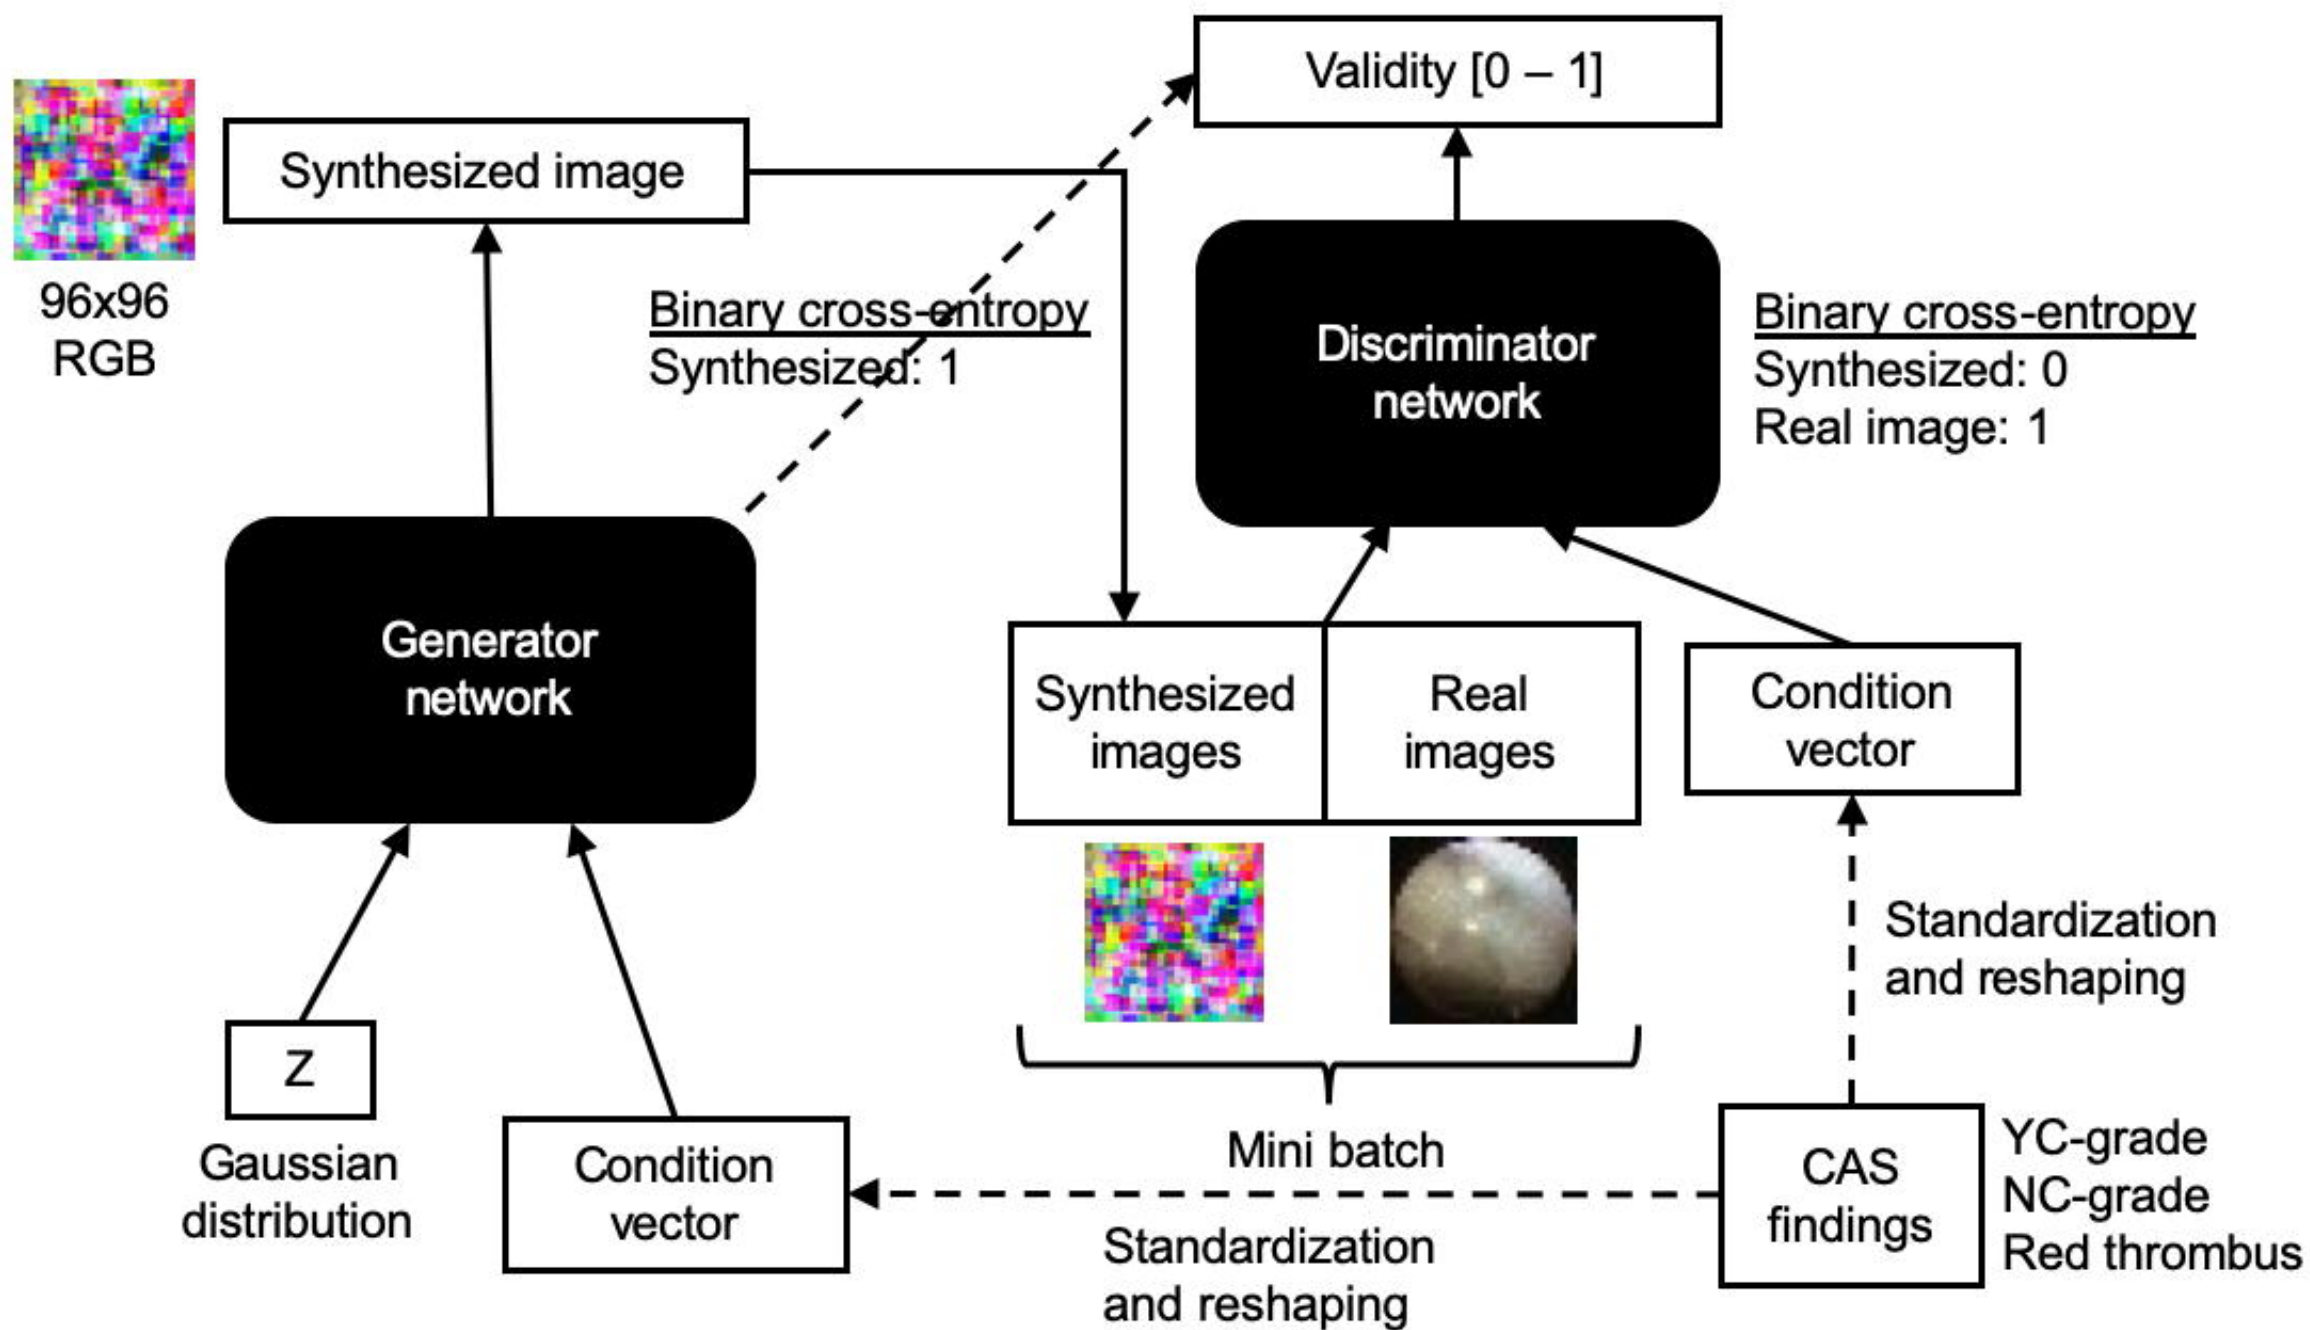 Validity [0 – 1]
Synthesized image
96x96
RGB
Binary cross-entropy
Synthesized: 1
Discriminator
network
Binary cross-entropy
Synthesized: 0
Real image: 1
Generator
network
Synthesized
images
Real
images
Condition
vector
Standardization
and reshaping
Z
Gaussian
distribution
Condition
vector
Mini batch
Standardization
and reshaping
CAS
findings
YC-grade
NC-grade
Red thrombus